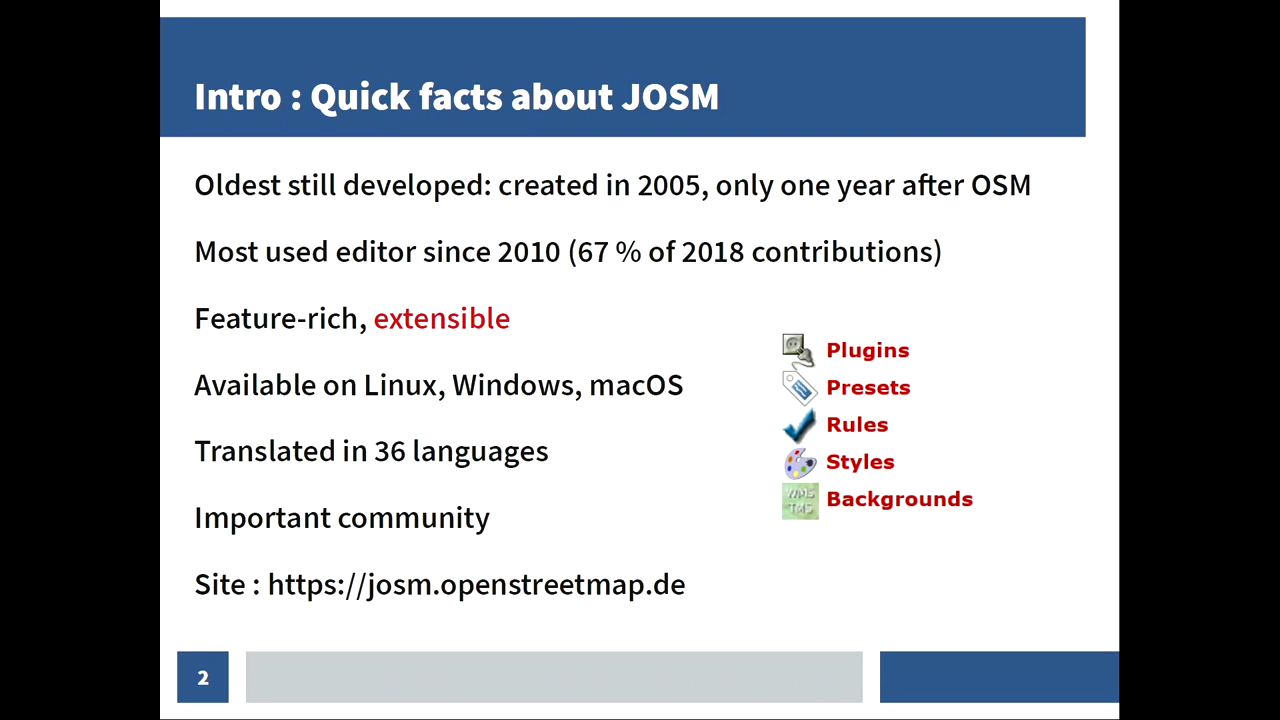 Intro : Quick facts about JOSM
Oldest still developed: created in 2005, only one year after OSM
Most used editor since 2010 (67 % of 2018 contributions)
Feature-rich, extensible
Available on Linux, Windows, macOS
Translated in 36 languages
Important community
Site : https://josm.openstreetmap.de
Plugins
Presets
Rules
Styles
WMS
TMS
Backgrounds
2